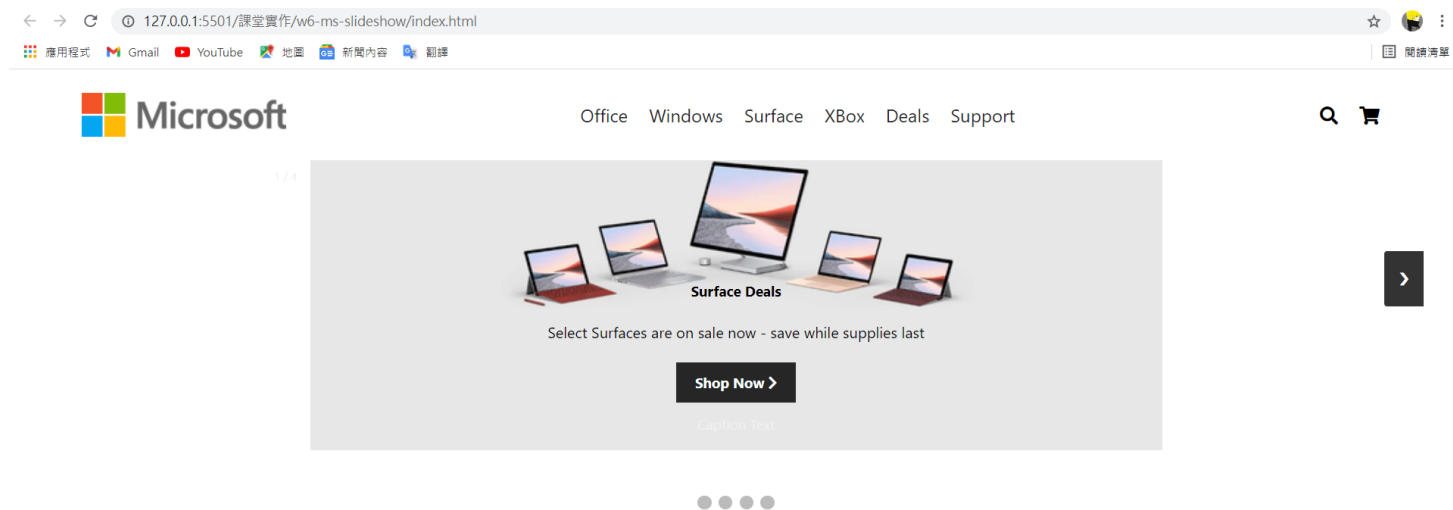 127.0.0.1:5501/課堂實作/w6-ms-slideshow/index.html
應用程式 Gmail YouTube 地圖 新聞內容 翻譯 閱讀清單
Microsoft Office Windows Surface XBox Deals Support
1 / 4
Surface Deals
Select Surfaces are on sale now - save while supplies last
Shop Now
Caption Text